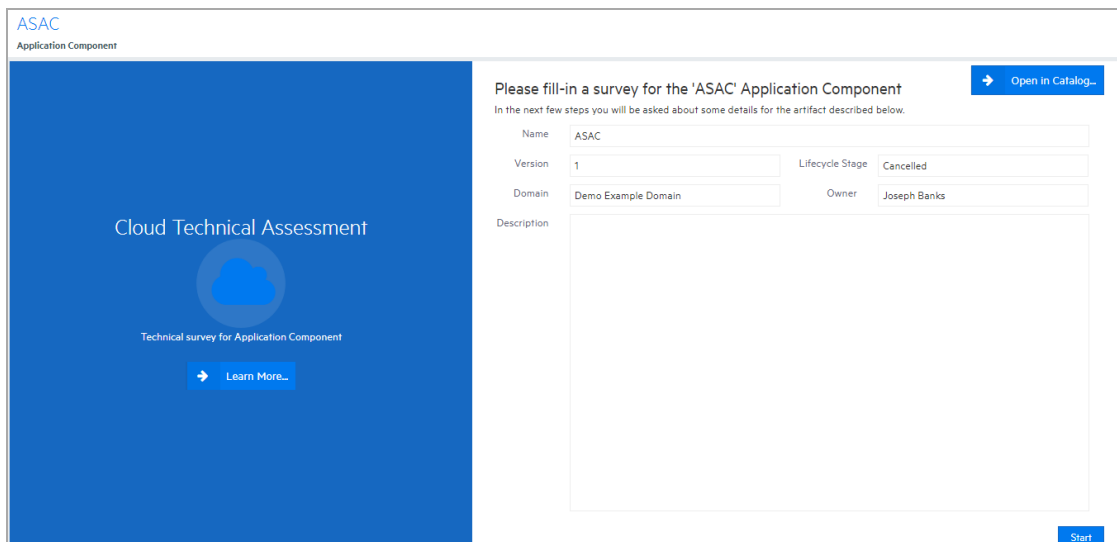 ASAC
Application Component
Cloud Technical Assessment
Technical survey for Application Component
Learn More...
Open in Catalog...
Please fill-in a survey for the 'ASAC' Application Component
In the next few steps you will be asked about some details for the artifact described below.
Name ASAC
Version 1 Lifecycle Stage Cancelled
Domain Demo Example Domain Owner Joseph Banks
Description
Start